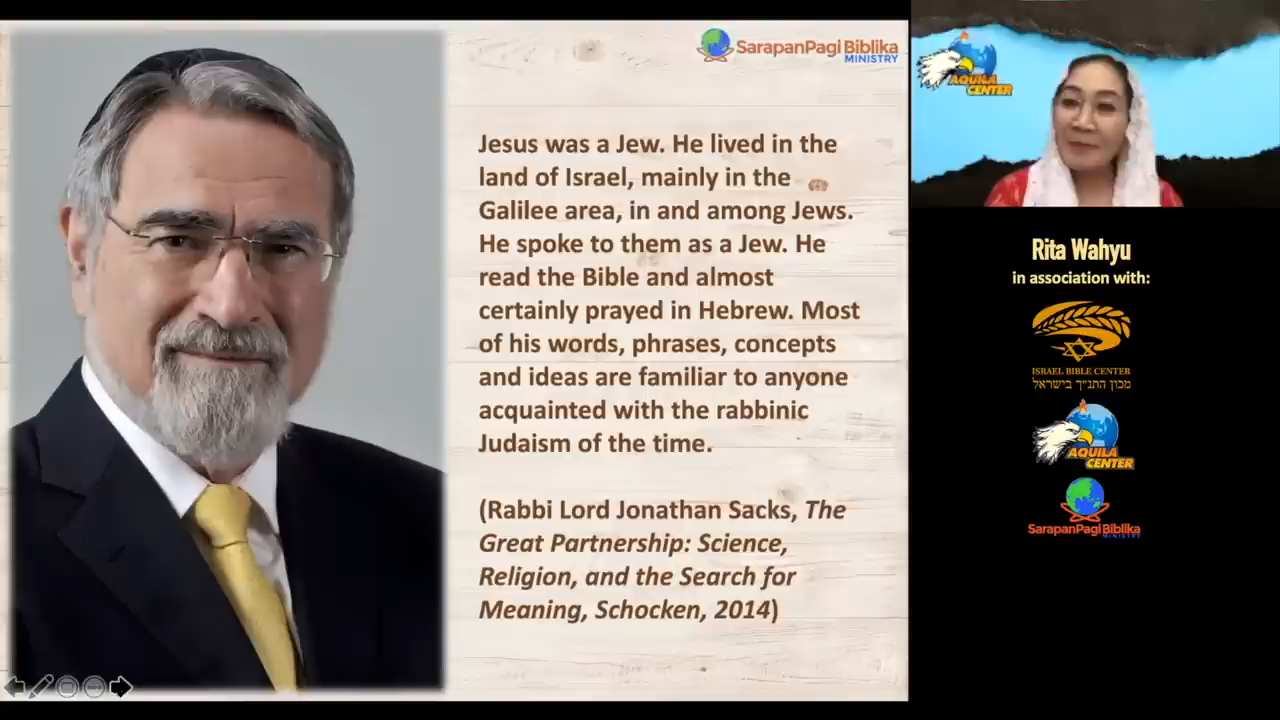 SarapanPagi Biblika
MINISTRY
Jesus was a Jew. He lived in the
land of Israel, mainly in the
Galilee area, in and among Jews.
He spoke to them as a Jew. He
read the Bible and almost
certainly prayed in Hebrew. Most
of his words, phrases, concepts
and ideas are familiar to anyone
acquainted with the rabbinic
Judaism of the time.
(Rabbi Lord Jonathan Sacks, The
Great Partnership: Science,
Religion, and the Search for
Meaning, Schocken, 2014)
AQUILA
CENTER
Rita Wahyu
in association with:
ISRAEL BIBLE CENTER
מכון התנ״ך בישראל
AQUILA
CENTER
SarapanPagi Biblika
MINISTRY